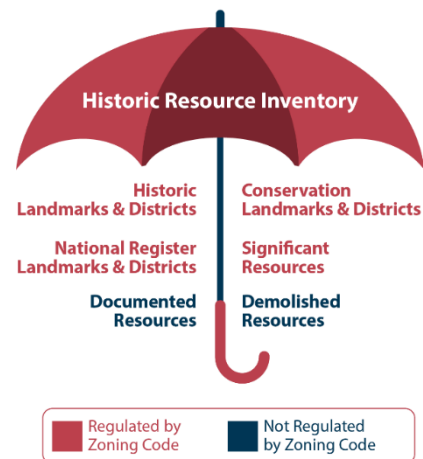 Historic Resource Inventory
Historic
Landmarks & Districts
Conservation
Landmarks & Districts
National Register
Landmarks & Districts
Significant
Resources
Documented
Resources
Demolished
Resources
Regulated by
Zoning Code
Not Regulated
by Zoning Code